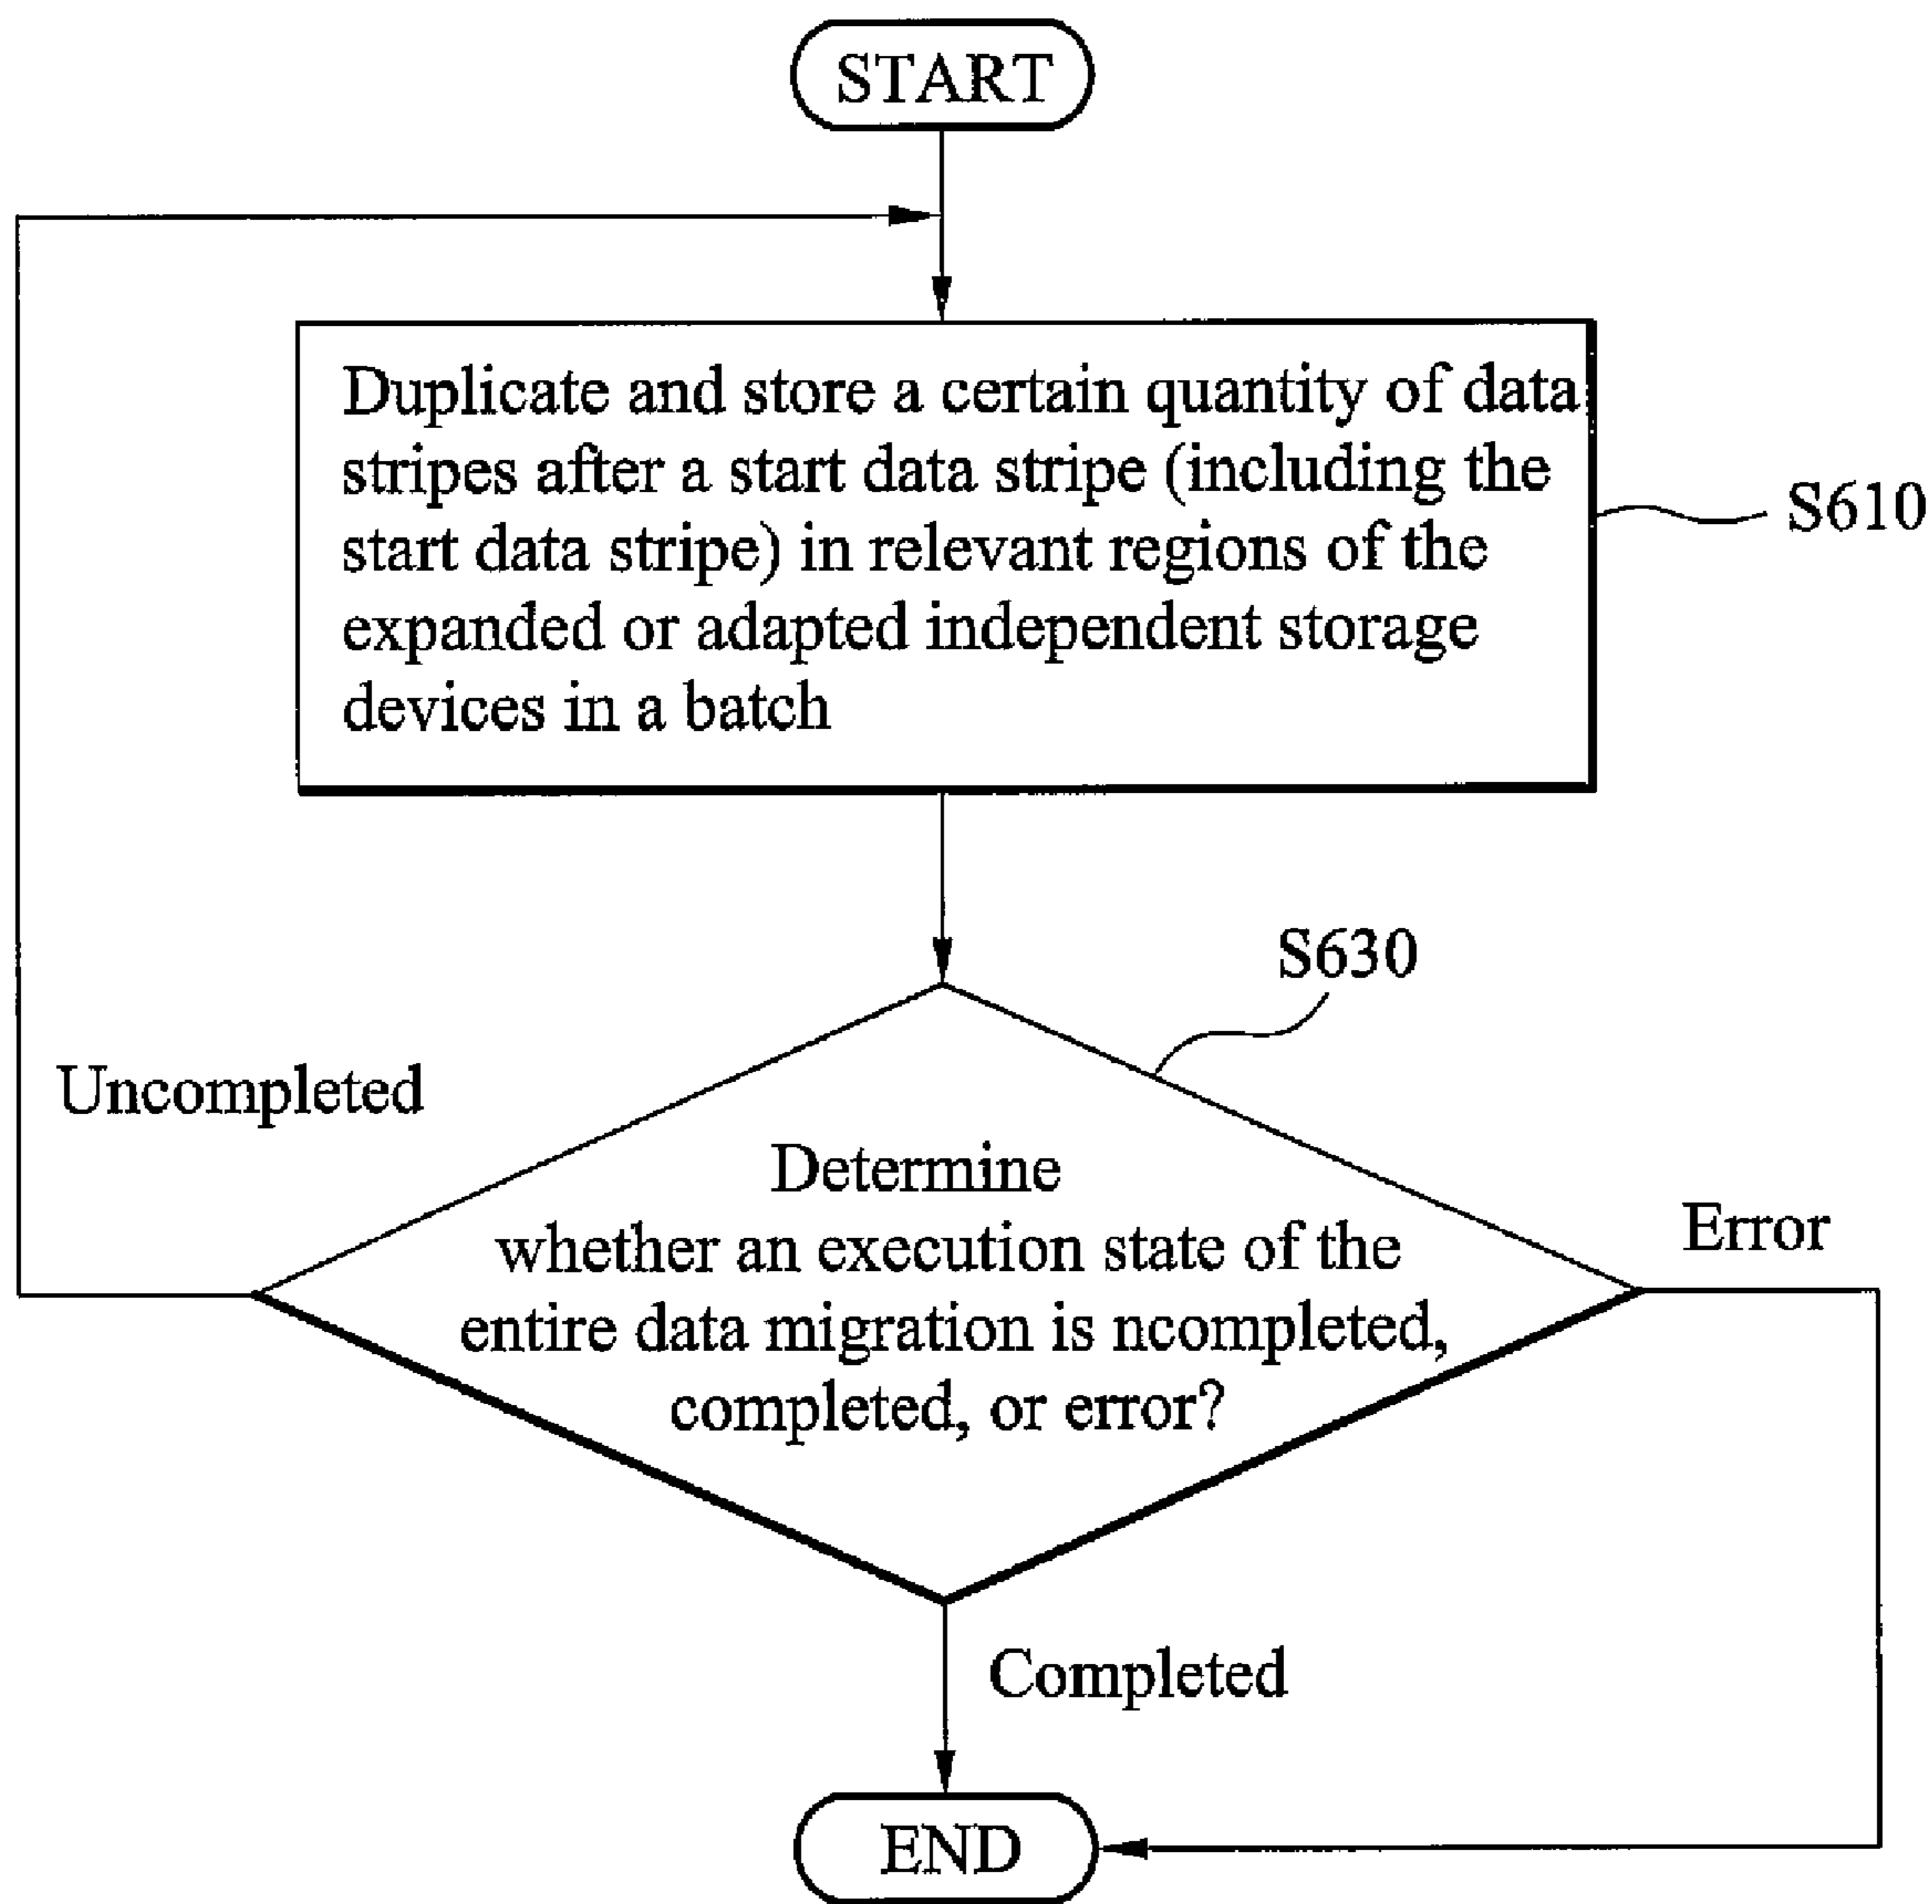 START
Duplicate and store a certain quantity of data
stripes after a start data stripe (including the
start data stripe) in relevant regions of the
expanded or adapted independent storage
devices in a batch
S610
S630
Uncompleted
Determine
whether an execution state of the
entire data migration is ncompleted,
completed, or error?
Error
Completed
END